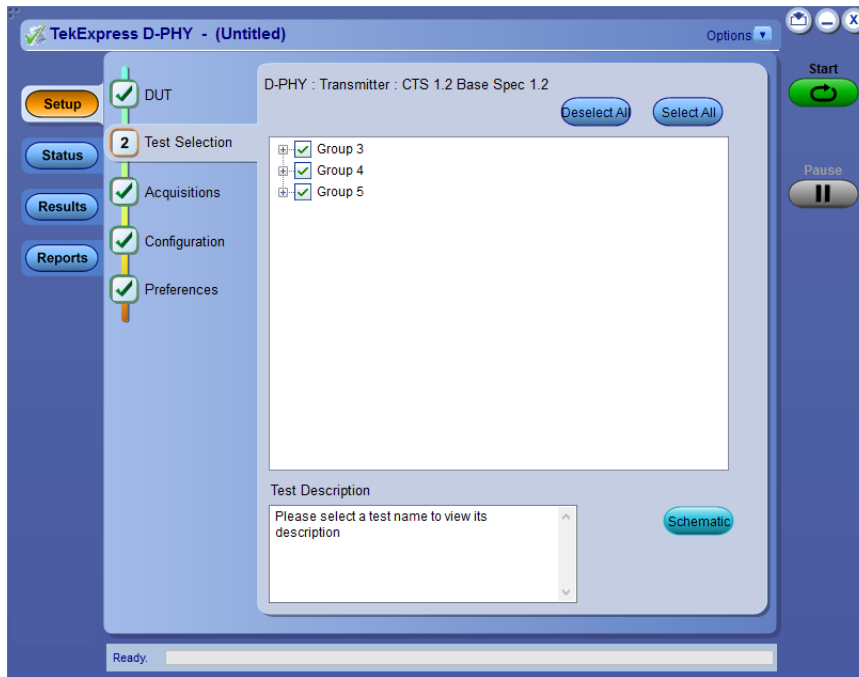 TekExpress D-PHY - (Untitled)
Options
Start
Pause
Setup
Status
Results
Reports
DUT
2 Test Selection
Acquisitions
Configuration
Preferences
D-PHY : Transmitter : CTS 1.2 Base Spec 1.2
Deselect All
Select All
Group 3
Group 4
Group 5
Test Description
Please select a test name to view its
description
Schematic
Ready.